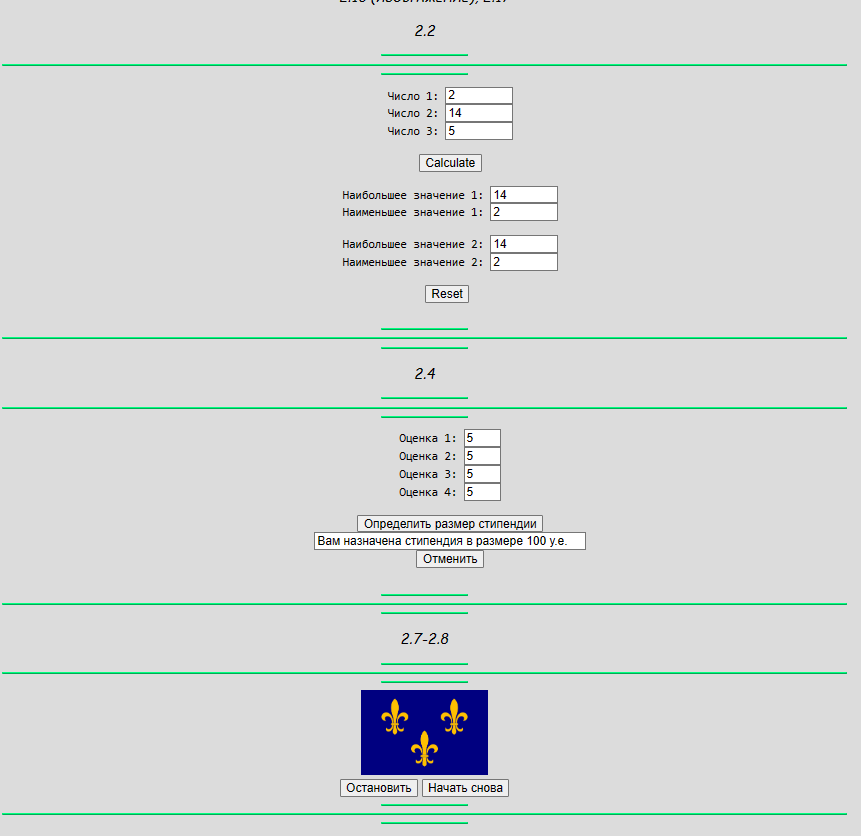 2.2
Число 1: 2
Число 2: 14
Число 3: 5
Calculate
Наибольшее значение 1: 14
Наименьшее значение 1: 2
Наибольшее значение 2: 14
Наименьшее значение 2: 2
Reset
2.4
Оценка 1: 5
Оценка 2: 5
Оценка 3: 5
Оценка 4: 5
Определить размер стипендии
Вам назначена стипендия в размере 100 у.е.
Отменить
2.7-2.8
Остановить Начать снова